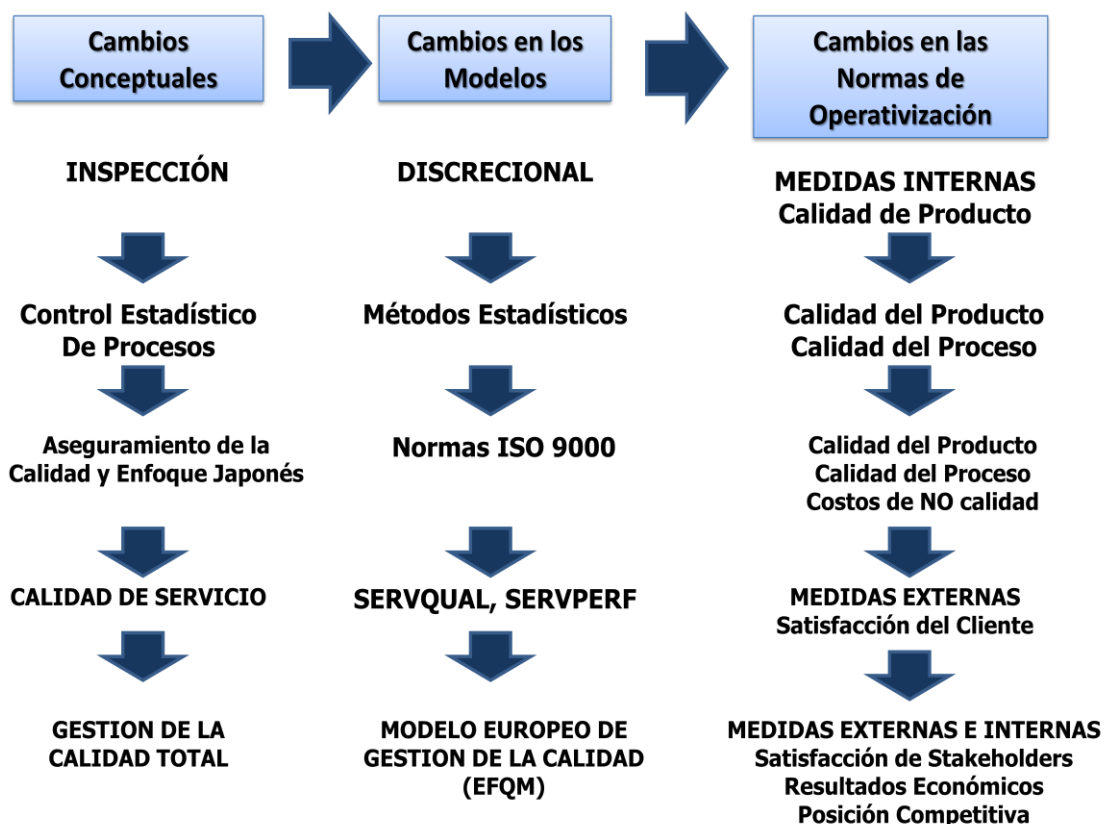 Cambios
Conceptuales
Cambios en los
Modelos
Cambios en las
Normas de
Operativización
INSPECCIÓN
DISCRECIONAL
MEDIDAS INTERNAS
Calidad de Producto
Control Estadístico
De Procesos
Métodos Estadísticos
Calidad del Producto
Calidad del Proceso
Aseguramiento de la
Calidad y Enfoque Japonés
Normas ISO 9000
Calidad del Producto
Calidad del Proceso
Costos de NO calidad
CALIDAD DE SERVICIO
SERVQUAL, SERVPERF
MEDIDAS EXTERNAS
Satisfacción del Cliente
GESTION DE LA
CALIDAD TOTAL
MODELO EUROPEO DE
GESTION DE LA CALIDAD
(EFQM)
MEDIDAS EXTERNAS E INTERNAS
Satisfacción de Stakeholders
Resultados Económicos
Posición Competitiva